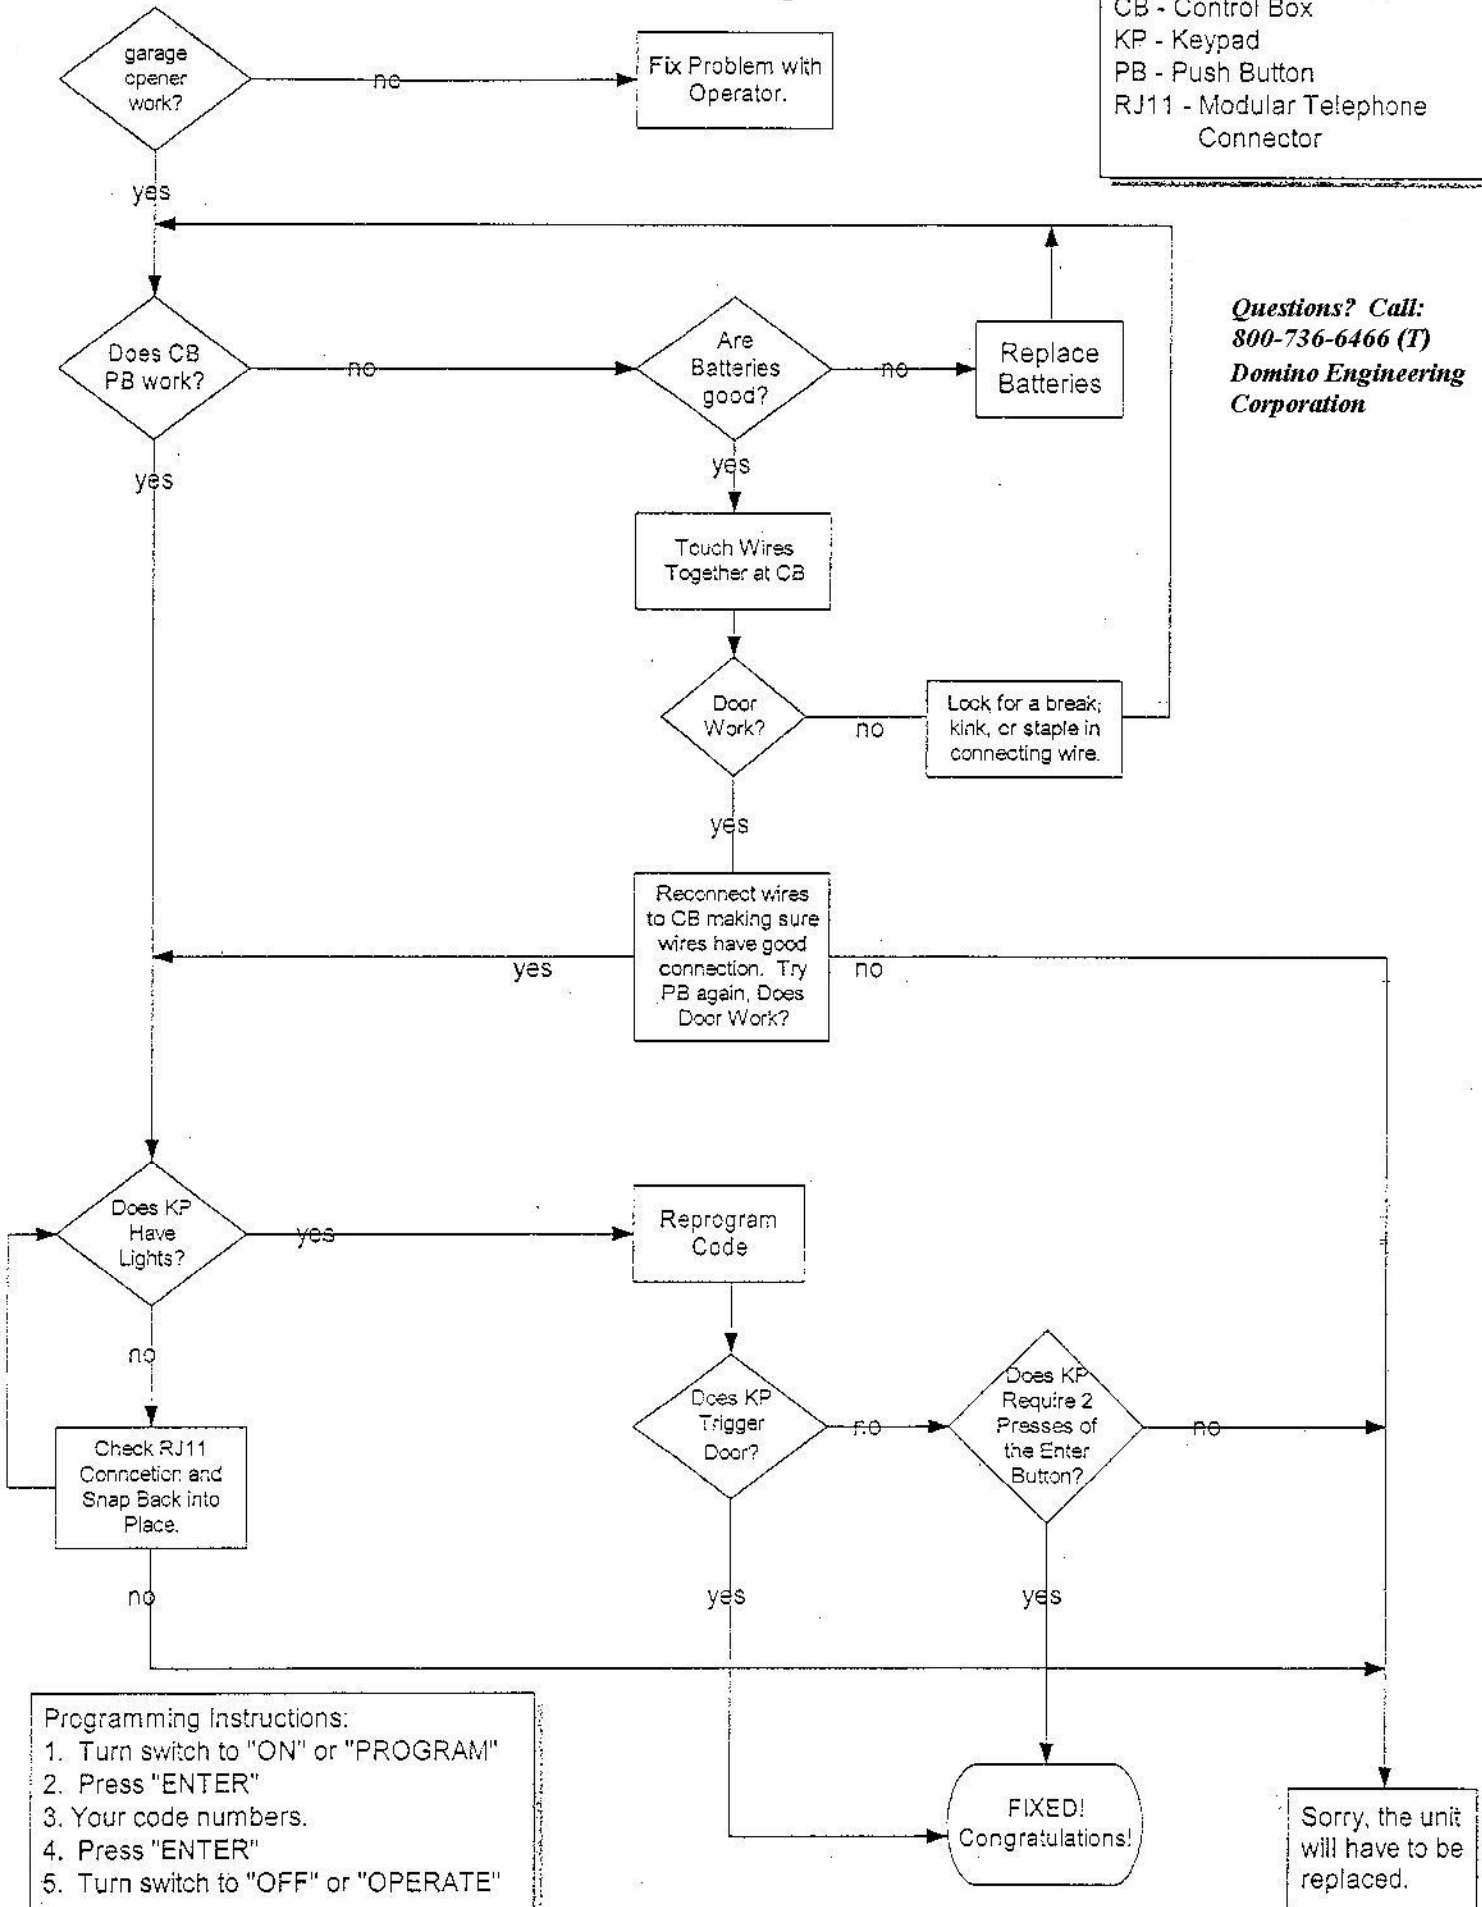 CB - Control Box
KP - Keypad
PB - Push Button
RJ11 - Modular Telephone
Connector
garage
opener
work?
no
Fix Problem with
Operator.
yes
Questions? Call:
800-736-6466 (T)
Domino Engineering
Corporation
Does CB
PB work?
no
Are
Batteries
good?
no
Replace
Batteries
yes
yes
Touch Wires
Together at CB
Door
Work?
no
Look for a break,
kink, or staple in
connecting wire.
yes
Reconnect wires
to CB making sure
wires have good
connection. Try
PB again, Does
Door Work?
yes
no
Does KP
Have
Lights?
yes
Reprogram
Code
no
Does KP
Trigger
Door?
no
Does KP
Require 2
Presses of
the Enter
Button?
no
Check RJ11
Conncetion and
Snap Back into
Place.
no
yes
yes
Programming Instructions:
1. Turn switch to "ON" or "PROGRAM"
2. Press "ENTER"
3. Your code numbers.
4. Press "ENTER"
5. Turn switch to "OFF" or "OPERATE"
FIXED!
Congratulations!
Sorry, the unit
will have to be
replaced.